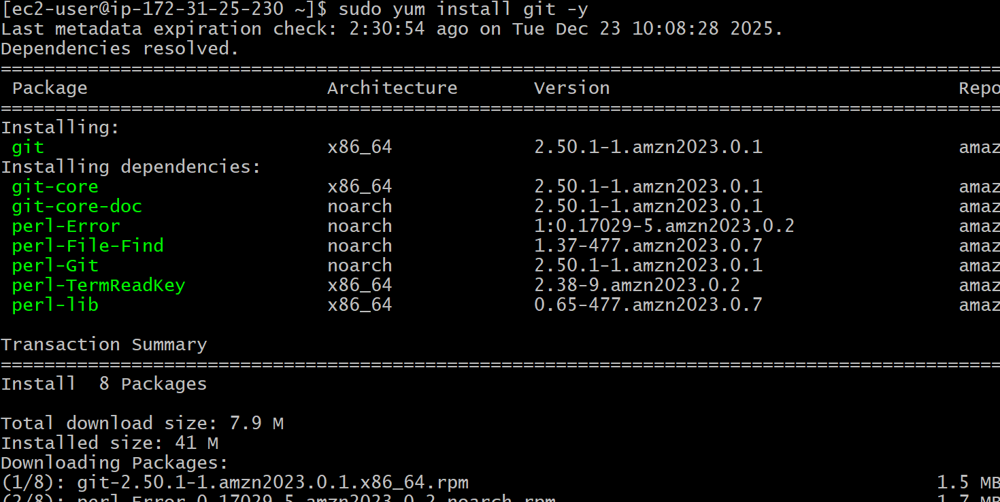 [ec2-user@ip-172-31-25-230 ~]$ sudo yum install git -y
Last metadata expiration check: 2:30:54 ago on Tue Dec 23 10:08:28 2025.
Dependencies resolved.
================================================================================
Package Architecture Version Repo
================================================================================
Installing:
git x86_64 2.50.1-1.amzn2023.0.1 amaz
Installing dependencies:
git-core x86_64 2.50.1-1.amzn2023.0.1 amaz
git-core-doc noarch 2.50.1-1.amzn2023.0.1 amaz
perl-Error noarch 1:0.17029-5.amzn2023.0.2 amaz
perl-File-Find noarch 1.37-477.amzn2023.0.7 amaz
perl-Git noarch 2.50.1-1.amzn2023.0.1 amaz
perl-TermReadKey x86_64 2.38-9.amzn2023.0.2 amaz
perl-lib x86_64 0.65-477.amzn2023.0.7 amaz
Transaction Summary
================================================================================
Install 8 Packages
Total download size: 7.9 M
Installed size: 41 M
Downloading Packages:
(1/8): git-2.50.1-1.amzn2023.0.1.x86_64.rpm 1.5 MB
(2/8): perl-Error-0.17029-5.amzn2023.0.2.noarch.rpm 1.7 MB